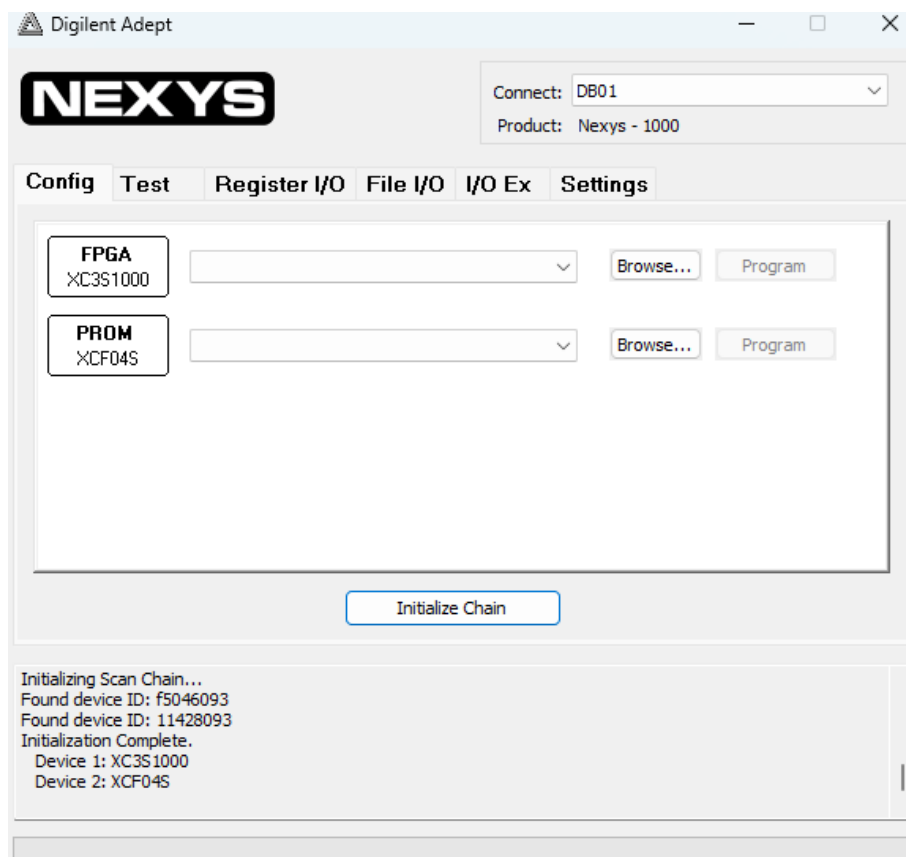 Digilent Adept
NEXYS
Connect: DB01
Product: Nexys - 1000
Config Test Register I/O File I/O I/O Ex Settings
FPGA
XC3S1000
Browse... Program
PROM
XCF04S
Browse... Program
Initialize Chain
Initializing Scan Chain...
Found device ID: f5046093
Found device ID: 11428093
Initialization Complete.
Device 1: XC3S1000
Device 2: XCF04S